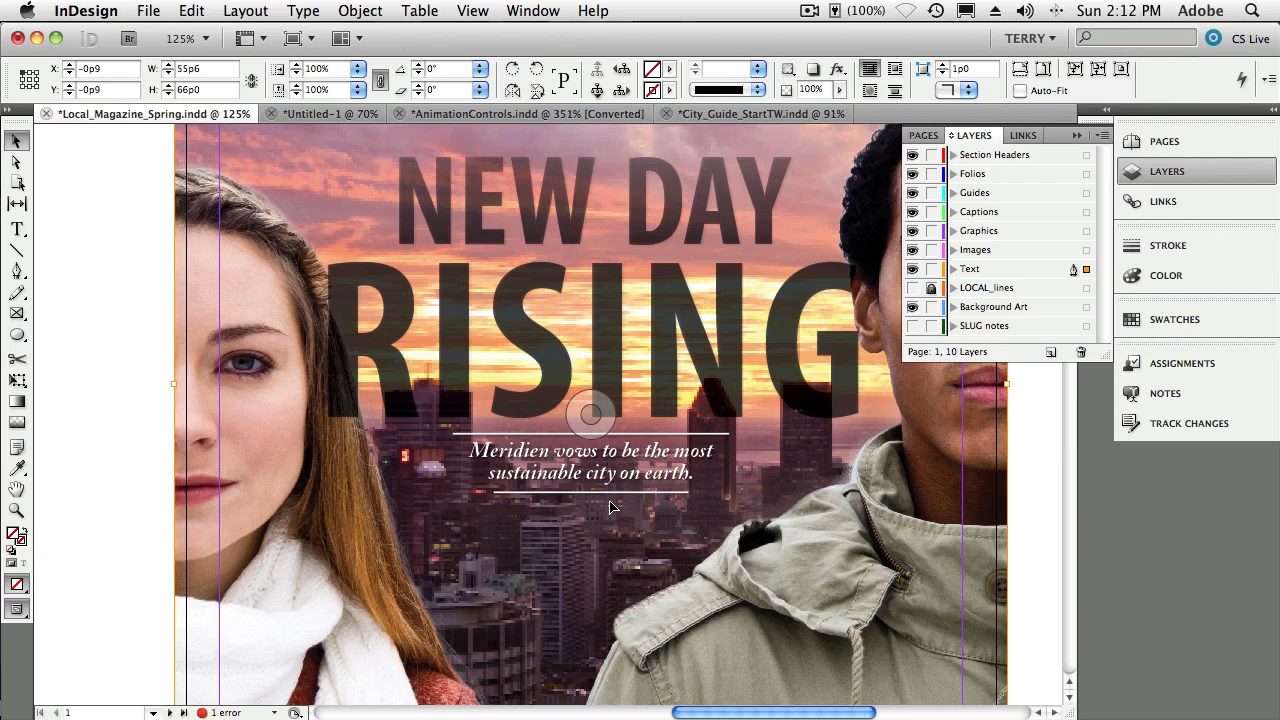 InDesign File Edit Layout Type Object Table View Window Help (100%) Sun 2:12 PM Adobe
Br 125% TERRY CS Live
X: -0p9 W: 55p6 100% 0° 1p0
Y: -0p9 H: 66p0 100% 0° P fx 100% Auto-Fit
*Local_Magazine_Spring.indd @ 125% *Untitled-1 @ 70% *AnimationControls.indd @ 351% [Converted] *City_Guide_StartTW.indd @ 91%
PAGES LAYERS LINKS
Section Headers
Folios
Guides
Captions
Graphics
Images
Text
LOCAL_lines
Background Art
SLUG notes
Page: 1, 10 Layers
PAGES
LAYERS
LINKS
STROKE
COLOR
SWATCHES
ASSIGNMENTS
NOTES
TRACK CHANGES
NEW DAY
RISING
Meridien vows to be the most
sustainable city on earth.
1 1 error